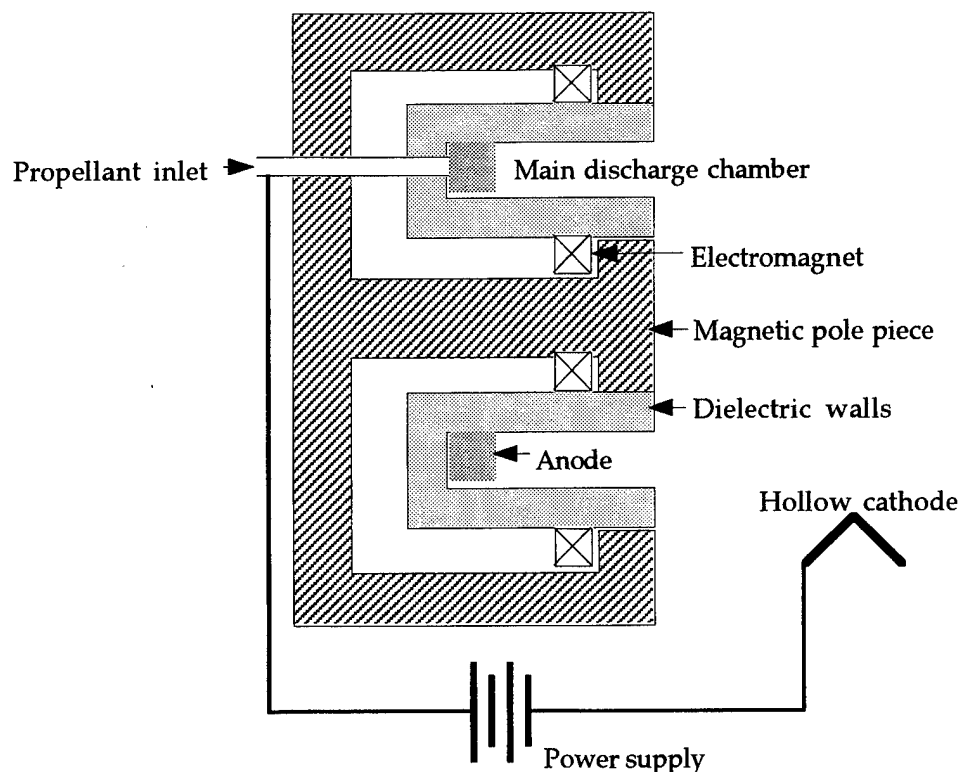 Propellant inlet
Main discharge chamber
Electromagnet
Magnetic pole piece
Dielectric walls
Anode
Hollow cathode
Power supply